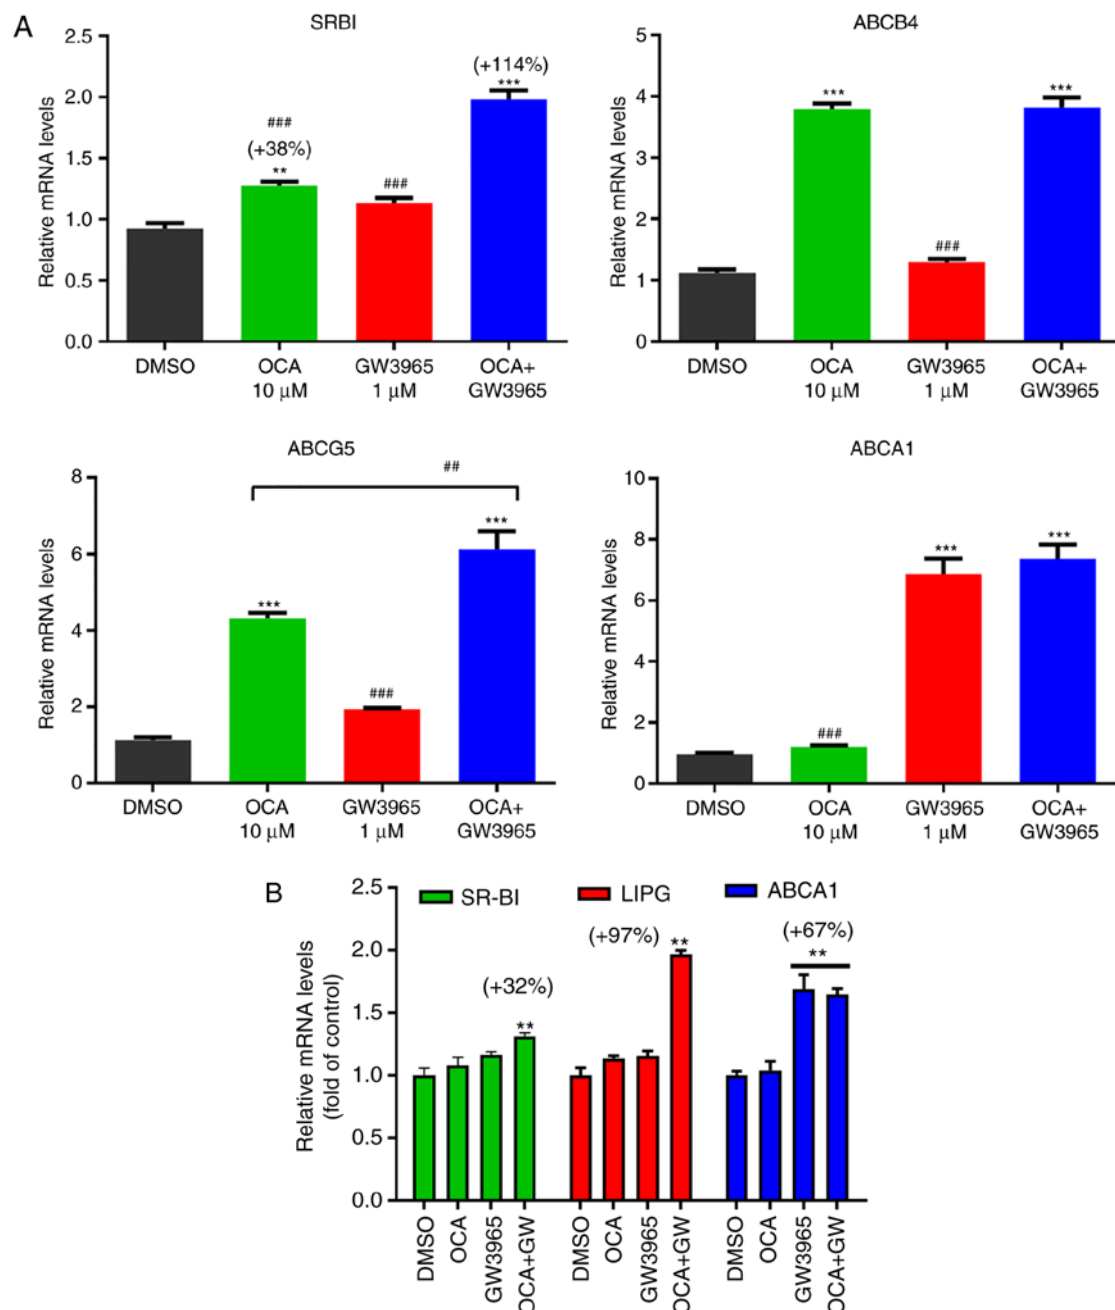 A
SRBI
Relative mRNA levels
2.5
2.0
1.5
1.0
0.5
0.0
###
(+38%)
**
###
(+114%)
***
DMSO
OCA
10 μM
GW3965
1 μM
OCA+
GW3965
ABCB4
Relative mRNA levels
5
4
3
2
1
0
***
###
***
DMSO
OCA
10 μM
GW3965
1 μM
OCA+
GW3965
ABCG5
Relative mRNA levels
8
6
4
2
0
##
***
###
***
DMSO
OCA
10 μM
GW3965
1 μM
OCA+
GW3965
ABCA1
Relative mRNA levels
10
8
6
4
2
0
###
***
***
DMSO
OCA
10 μM
GW3965
1 μM
OCA+
GW3965
B
Relative mRNA levels
(fold of control)
2.5
2.0
1.5
1.0
0.5
0.0
SR-BI
LIPG
ABCA1
(+32%)
**
(+97%)
**
(+67%)
**
DMSO
OCA
GW3965
OCA+GW
DMSO
OCA
GW3965
OCA+GW
DMSO
OCA
GW3965
OCA+GW